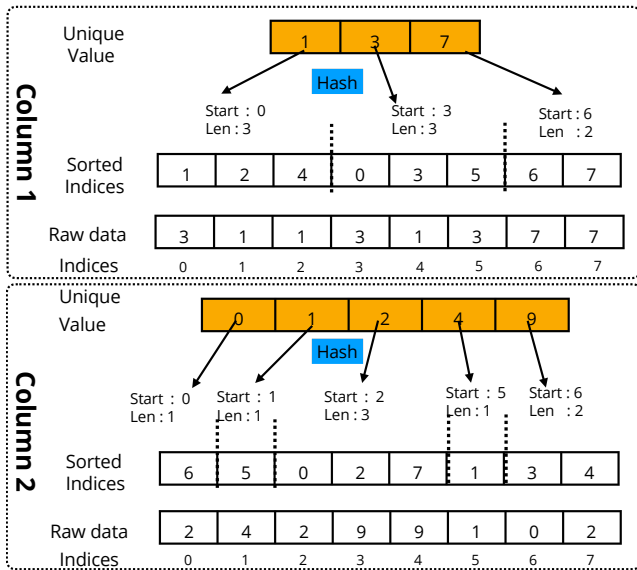 Column 1
Unique
Value
1 3 7
Hash
Start : 0
Len : 3
Start : 3
Len : 3
Start : 6
Len : 2
Sorted
Indices
1 2 4 0 3 5 6 7
Raw data
3 1 1 3 1 3 7 7
Indices
0 1 2 3 4 5 6 7
Column 2
Unique
Value
0 1 2 4 9
Hash
Start : 0
Len : 1
Start : 1
Len : 1
Start : 2
Len : 3
Start : 5
Len : 1
Start : 6
Len : 2
Sorted
Indices
6 5 0 2 7 1 3 4
Raw data
2 4 2 9 9 1 0 2
Indices
0 1 2 3 4 5 6 7